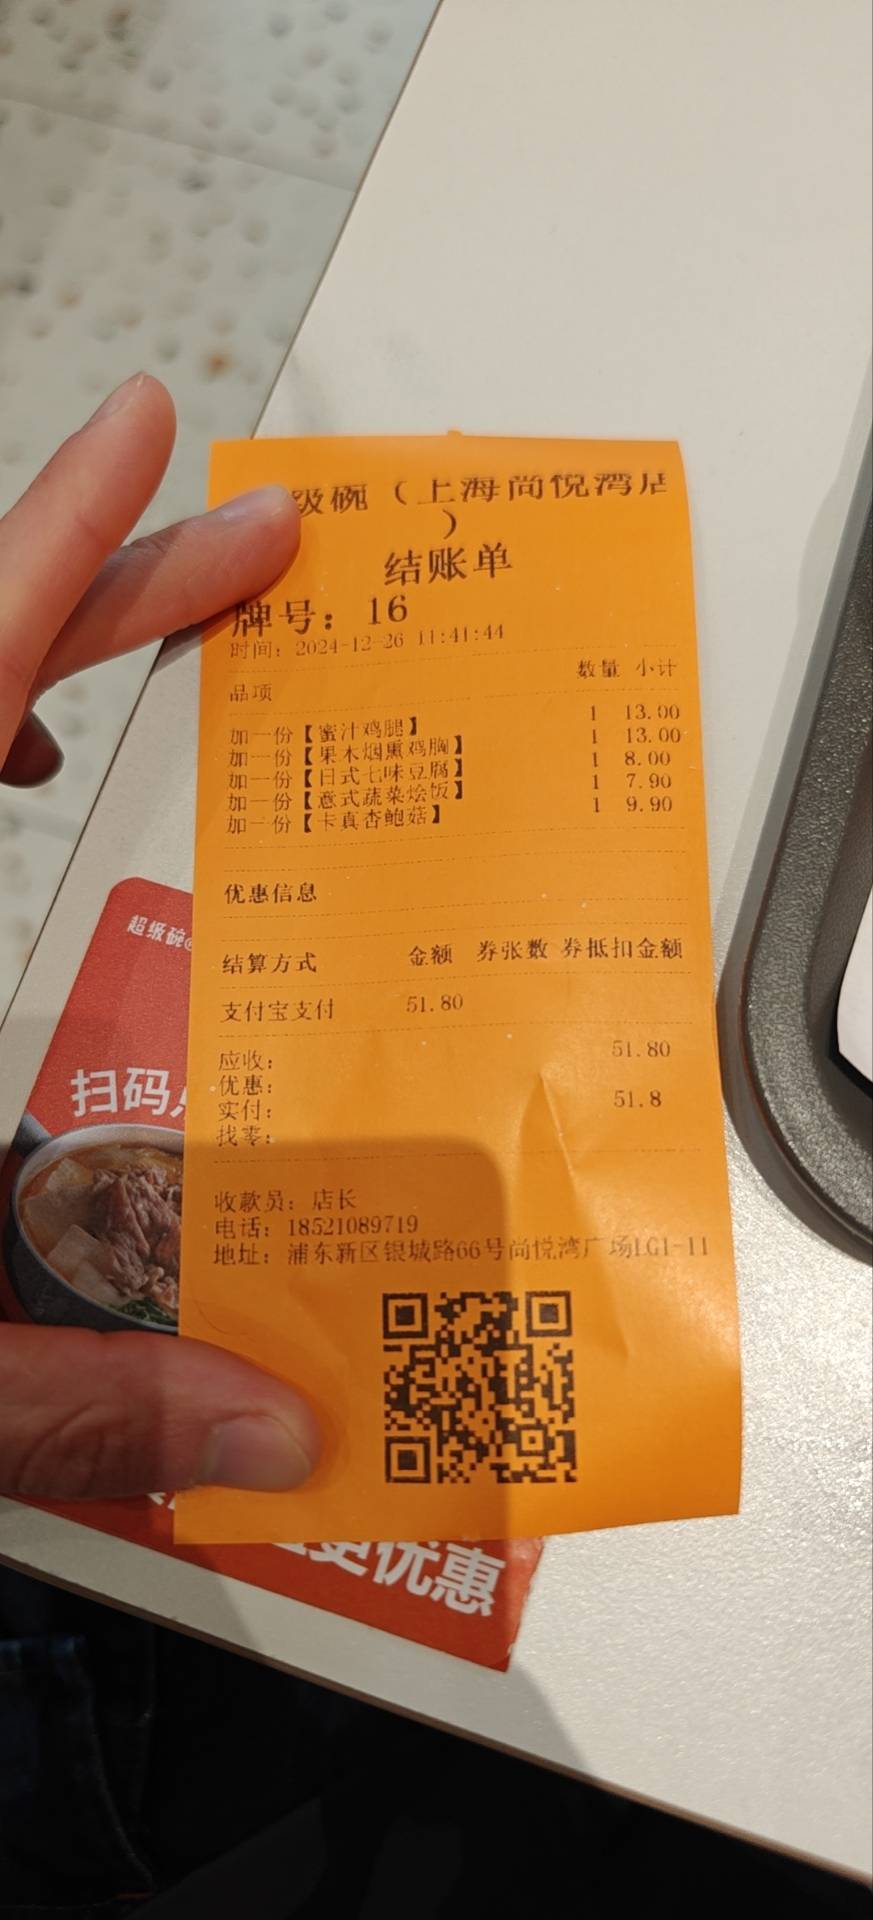 级碗（上海尚悦湾店
）
结账单
牌号：16
时间：2024-12-26 11:41:44
品项 数量 小计
加一份【蜜汁鸡腿】 1 13.00
加一份【果木烟熏鸡胸】 1 13.00
加一份【日式七味豆腐】 1 8.00
加一份【意式蔬菜烩饭】 1 7.90
加一份【卡真杏鲍菇】 1 9.90
优惠信息
结算方式 金额 券张数 券抵扣金额
支付宝支付 51.80
应收： 51.80
优惠：
实付： 51.8
找零：
收款员：店长
电话：18521089719
地址：浦东新区银城路66号尚悦湾广场LG1-11
超级碗®
扫码
更优惠